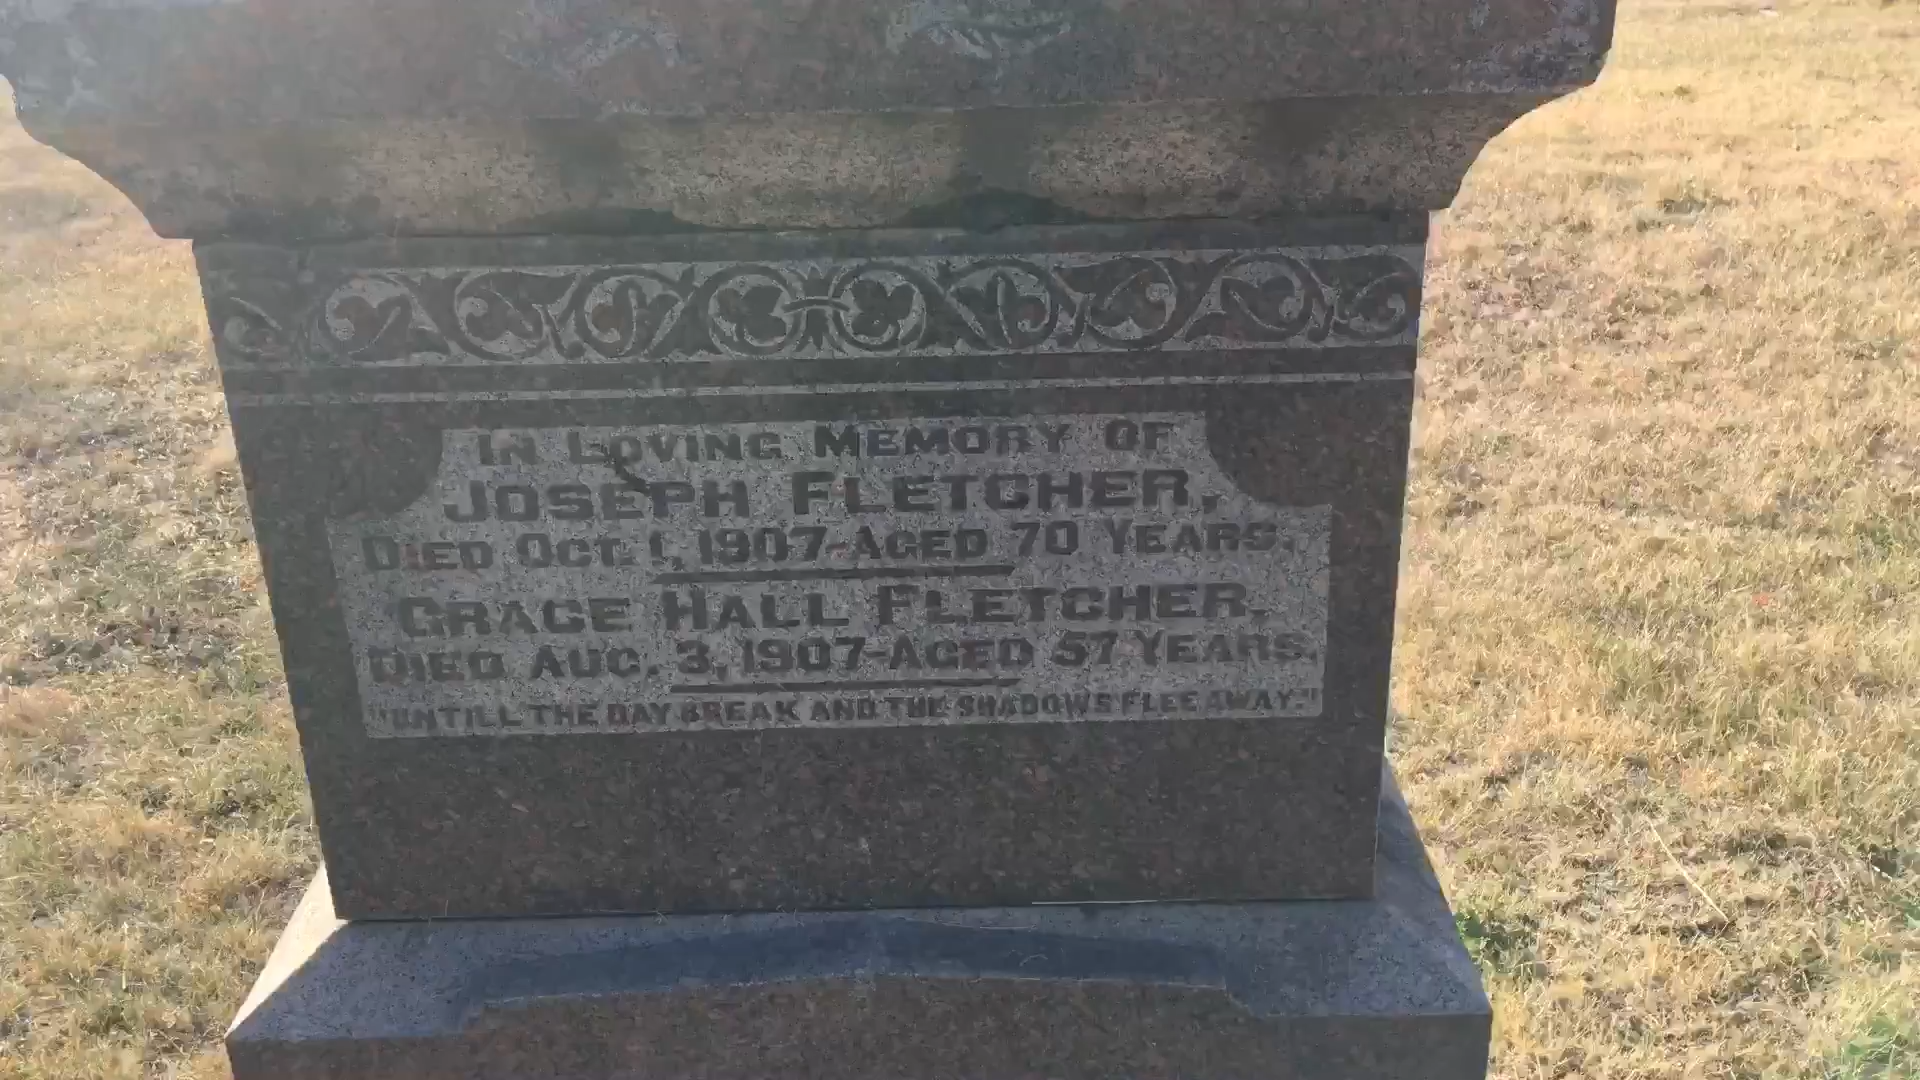 IN LOVING MEMORY OF
JOSEPH FLETCHER,
DIED OCT. 1, 1907-AGED 70 YEARS.
GRACE HALL FLETCHER,
DIED AUG. 3, 1907-AGED 57 YEARS.
"UNTILL THE DAY BREAK AND THE SHADOWS FLEE AWAY."